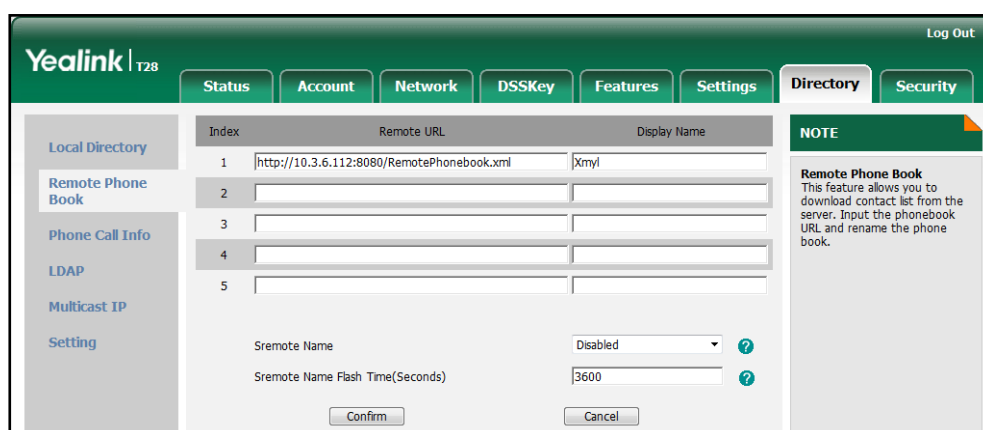 Log Out
Yealink T28
Status Account Network DSSKey Features Settings Directory Security
Local Directory
Remote Phone
Book
Phone Call Info
LDAP
Multicast IP
Setting
Index Remote URL Display Name
1 http://10.3.6.112:8080/RemotePhonebook.xml Xmyl
2
3
4
5
Sremote Name Disabled ?
Sremote Name Flash Time(Seconds) 3600 ?
Confirm Cancel
NOTE
Remote Phone Book
This feature allows you to
download contact list from the
server. Input the phonebook
URL and rename the phone
book.